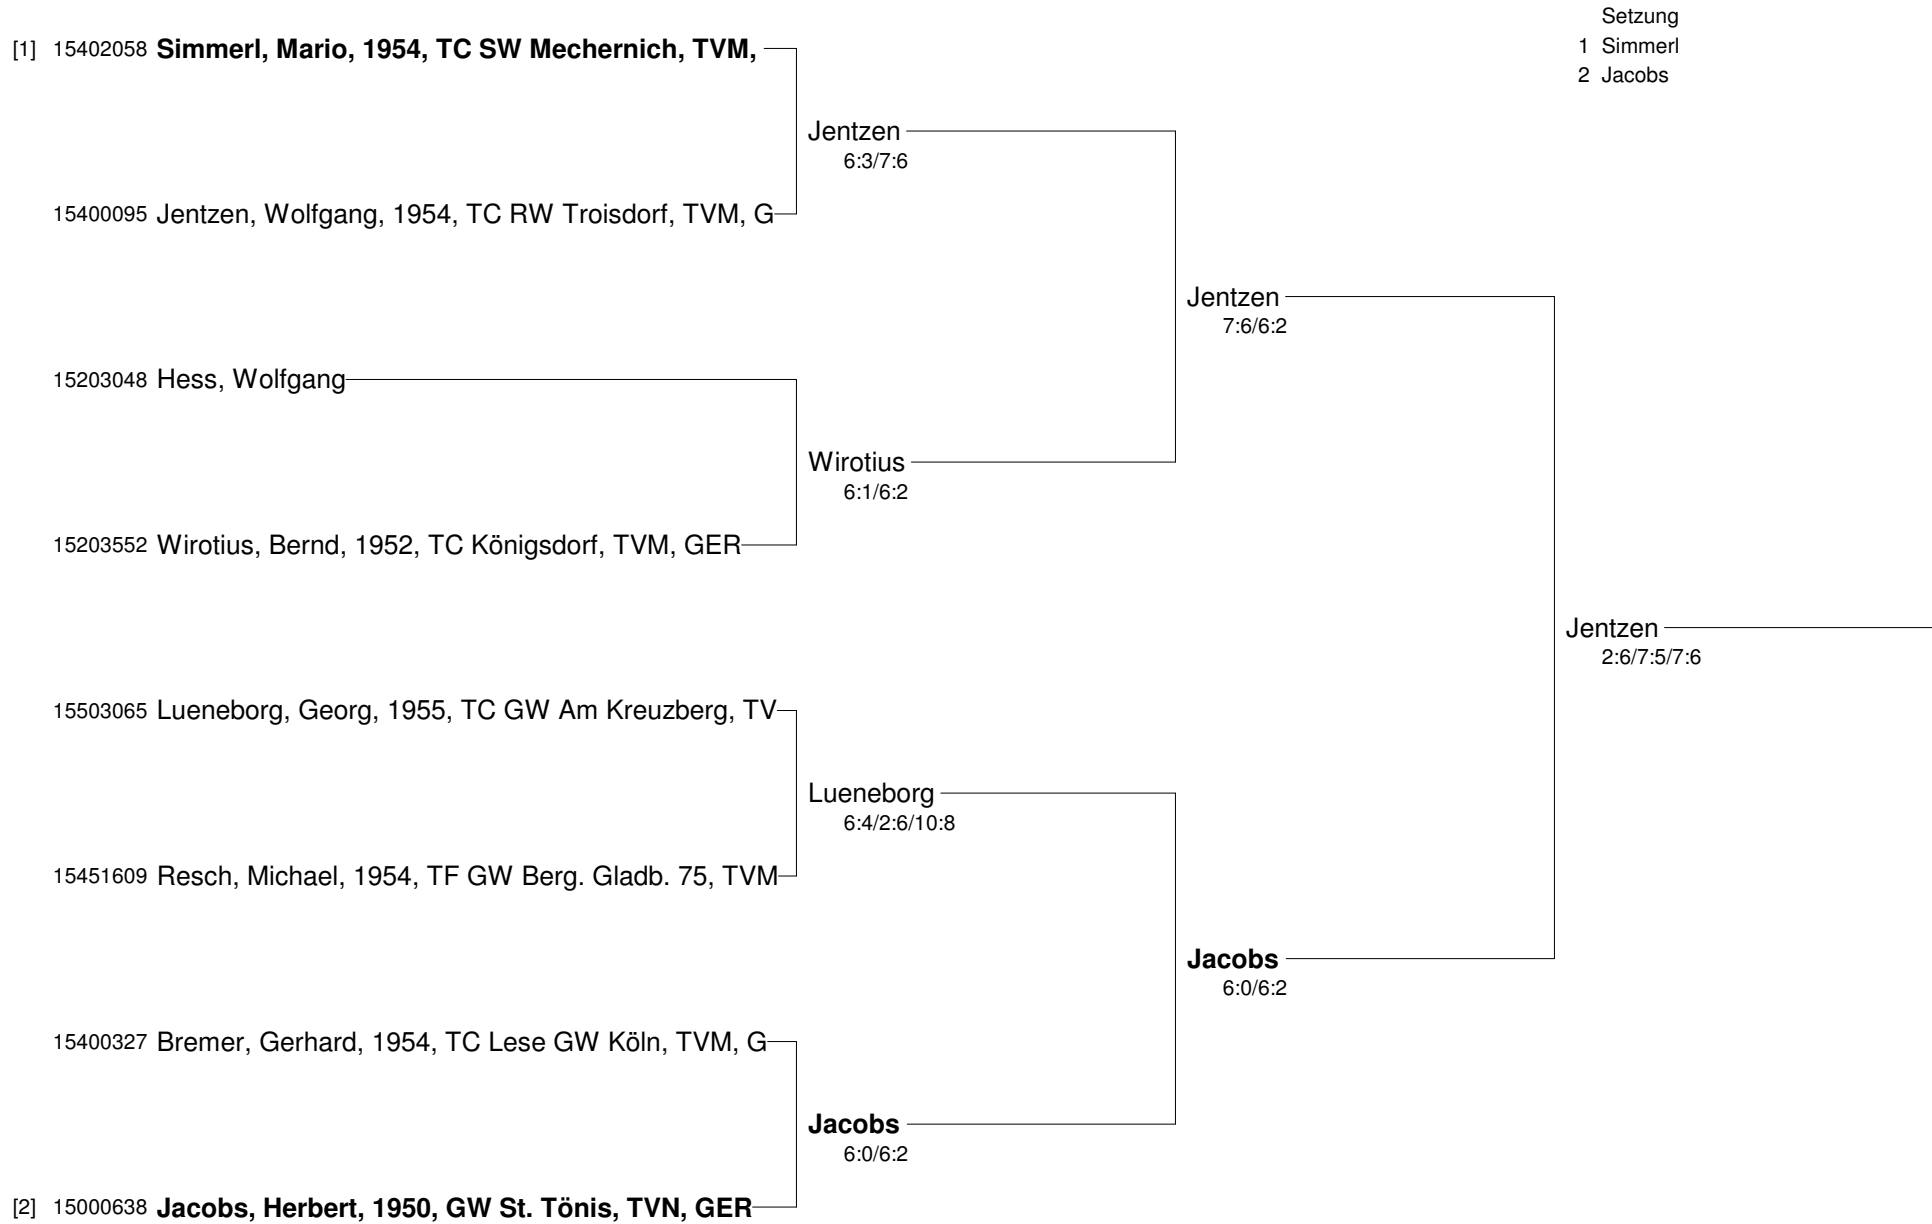 Setzung
1 Simmerl
2 Jacobs
[1] 15402058 Simmerl, Mario, 1954, TC SW Mechernich, TVM,
Jentzen
6:3/7:6
15400095 Jentzen, Wolfgang, 1954, TC RW Troisdorf, TVM, G
Jentzen
7:6/6:2
15203048 Hess, Wolfgang
Wirotius
6:1/6:2
15203552 Wirotius, Bernd, 1952, TC Königsdorf, TVM, GER
Jentzen
2:6/7:5/7:6
15503065 Lueneborg, Georg, 1955, TC GW Am Kreuzberg, TV
Lueneborg
6:4/2:6/10:8
15451609 Resch, Michael, 1954, TF GW Berg. Gladb. 75, TVM
Jacobs
6:0/6:2
15400327 Bremer, Gerhard, 1954, TC Lese GW Köln, TVM, G
Jacobs
6:0/6:2
[2] 15000638 Jacobs, Herbert, 1950, GW St. Tönis, TVN, GER